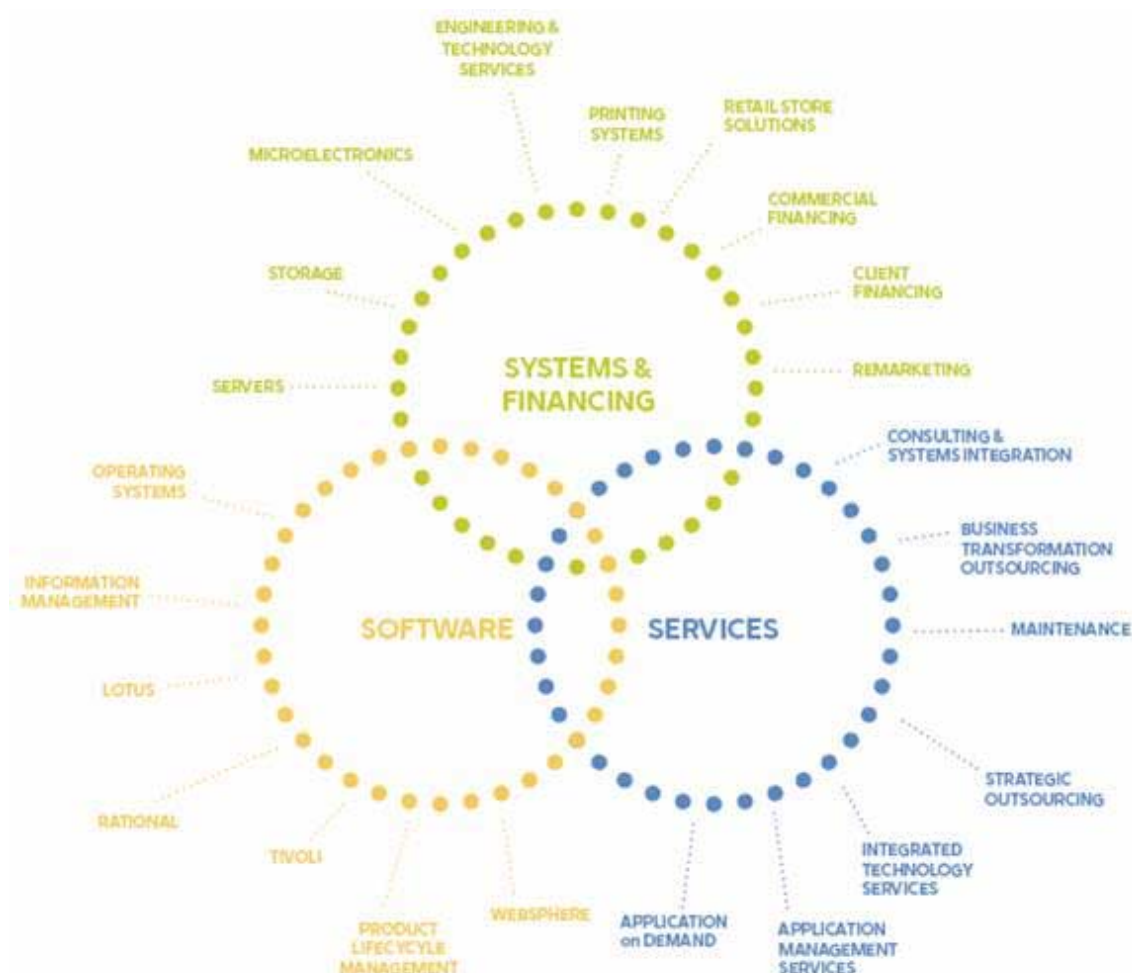 ENGINEERING &
TECHNOLOGY
SERVICES
PRINTING
SYSTEMS
RETAIL STORE
SOLUTIONS
MICROELECTRONICS
COMMERCIAL
FINANCING
STORAGE
CLIENT
FINANCING
SERVERS
SYSTEMS &
FINANCING
REMARKETING
CONSULTING &
SYSTEMS INTEGRATION
OPERATING
SYSTEMS
BUSINESS
TRANSFORMATION
OUTSOURCING
INFORMATION
MANAGEMENT
SOFTWARE
SERVICES
MAINTENANCE
LOTUS
STRATEGIC
OUTSOURCING
RATIONAL
TIVOLI
INTEGRATED
TECHNOLOGY
SERVICES
PRODUCT
LIFECYCYLE
MANAGEMENT
WEBSPHERE
APPLICATION
on DEMAND
APPLICATION
MANAGEMENT
SERVICES